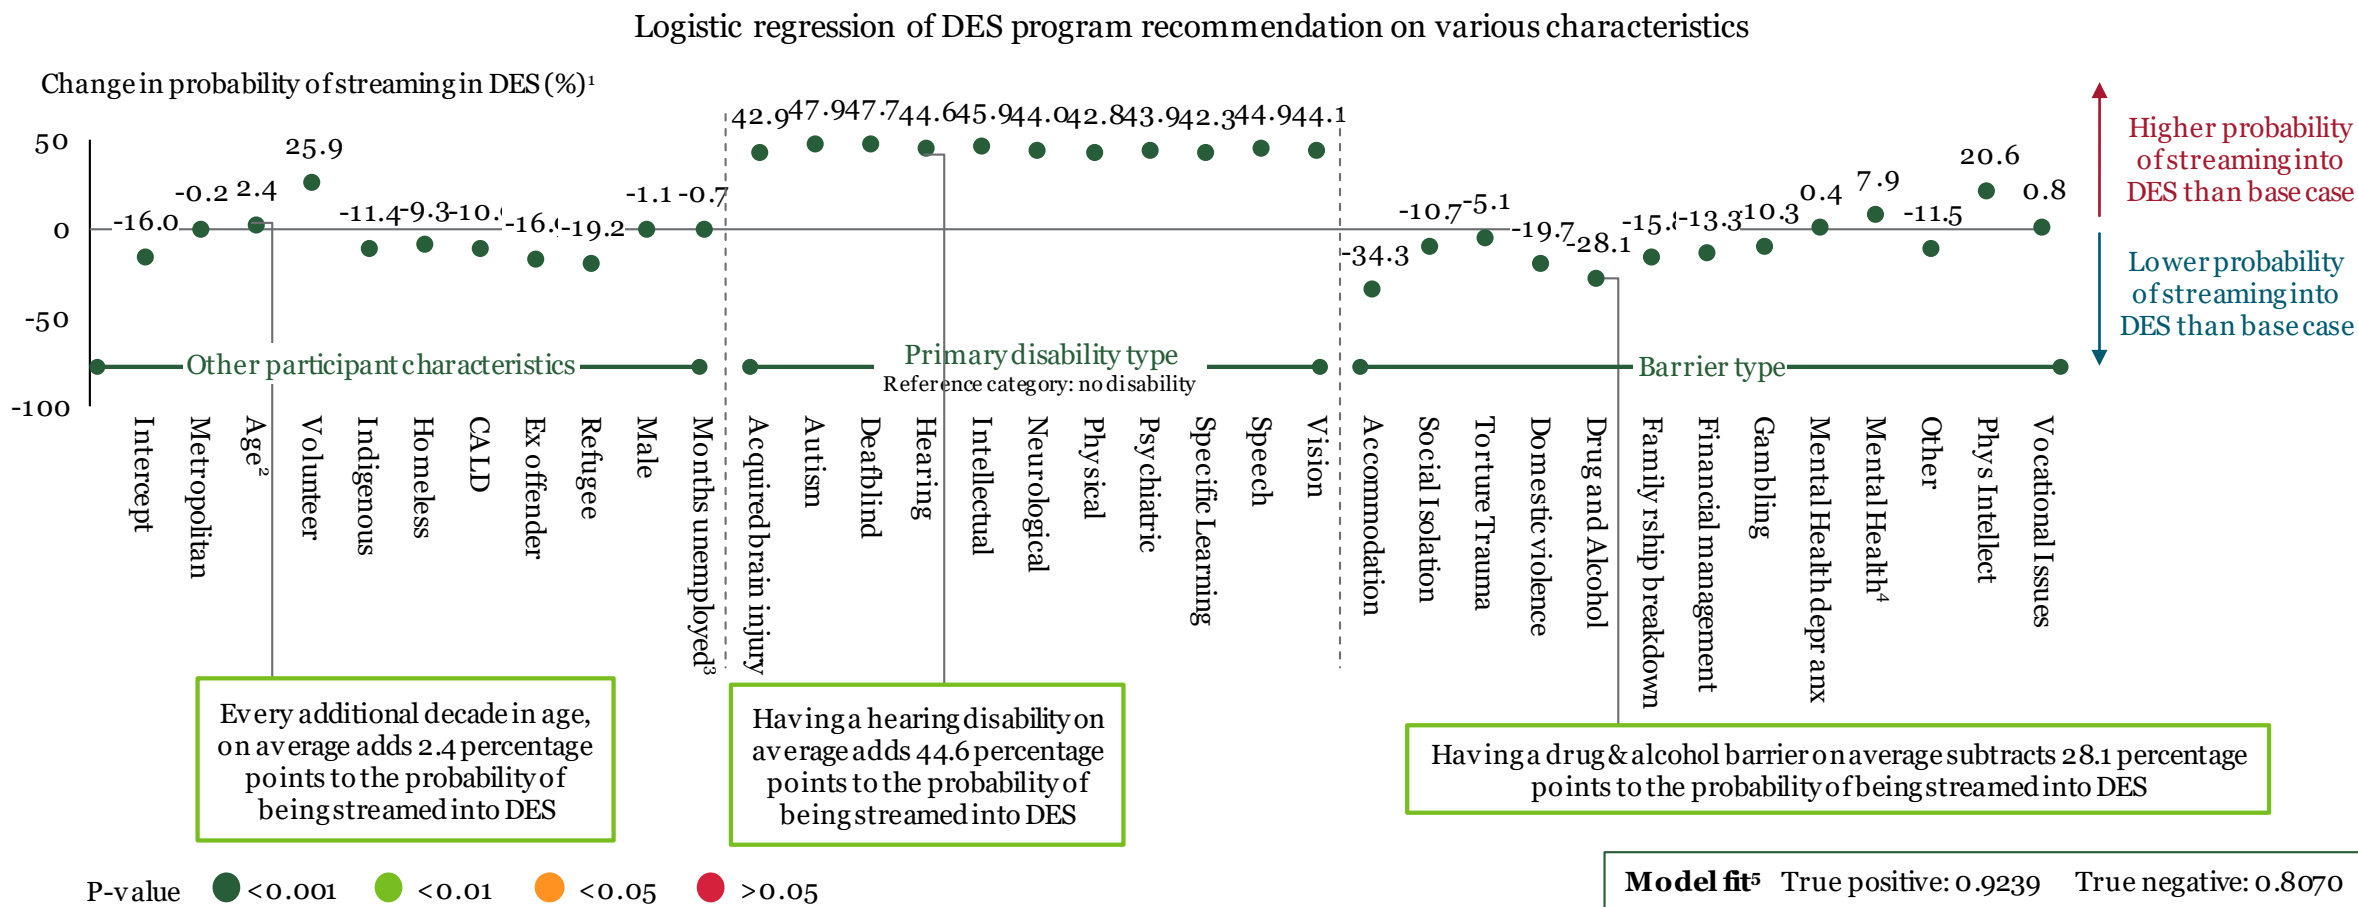 Logistic regression of DES program recommendation on various characteristics
Change in probability of streaming in DES (%)¹
50
0
-50
-100
-16.0
-0.2
2.4
25.9
-11.4
-9.3
-19.2
-1.1
-0.7
42.9
47.9
47.7
44.6
45.9
44.0
42.8
43.9
42.3
44.9
44.1
-34.3
-10.7
-5.1
-19.7
-28.1
-13.3
-10.3
0.4
7.9
-11.5
20.6
0.8
Higher probability
of streaming into
DES than base case
Lower probability
of streaming into
DES than base case
Other participant characteristics
Primary disability type
Reference category: no disability
Barrier type
Intercept
Metropolitan
Age²
Volunteer
Indigenous
Homeless
CALD
Ex offender
Refugee
Male
Months unemployed³
Acquired brain injury
Autism
Deafblind
Hearing
Intellectual
Neurological
Physical
Psychiatric
Specific Learning
Speech
Vision
Accommodation
Social Isolation
Torture Trauma
Domestic violence
Drug and Alcohol
Family rship breakdown
Financial management
Gambling
Mental Health depr anx
Mental Health⁴
Other
Phys Intellect
Vocational Issues
Every additional decade in age,
on average adds 2.4 percentage
points to the probability of
being streamed into DES
Having a hearing disability on
average adds 44.6 percentage
points to the probability of
being streamed into DES
Having a drug & alcohol barrier on average subtracts 28.1 percentage
points to the probability of being streamed into DES
P-value
<0.001
<0.01
<0.05
>0.05
Model fit⁵ True positive: 0.9239 True negative: 0.8070